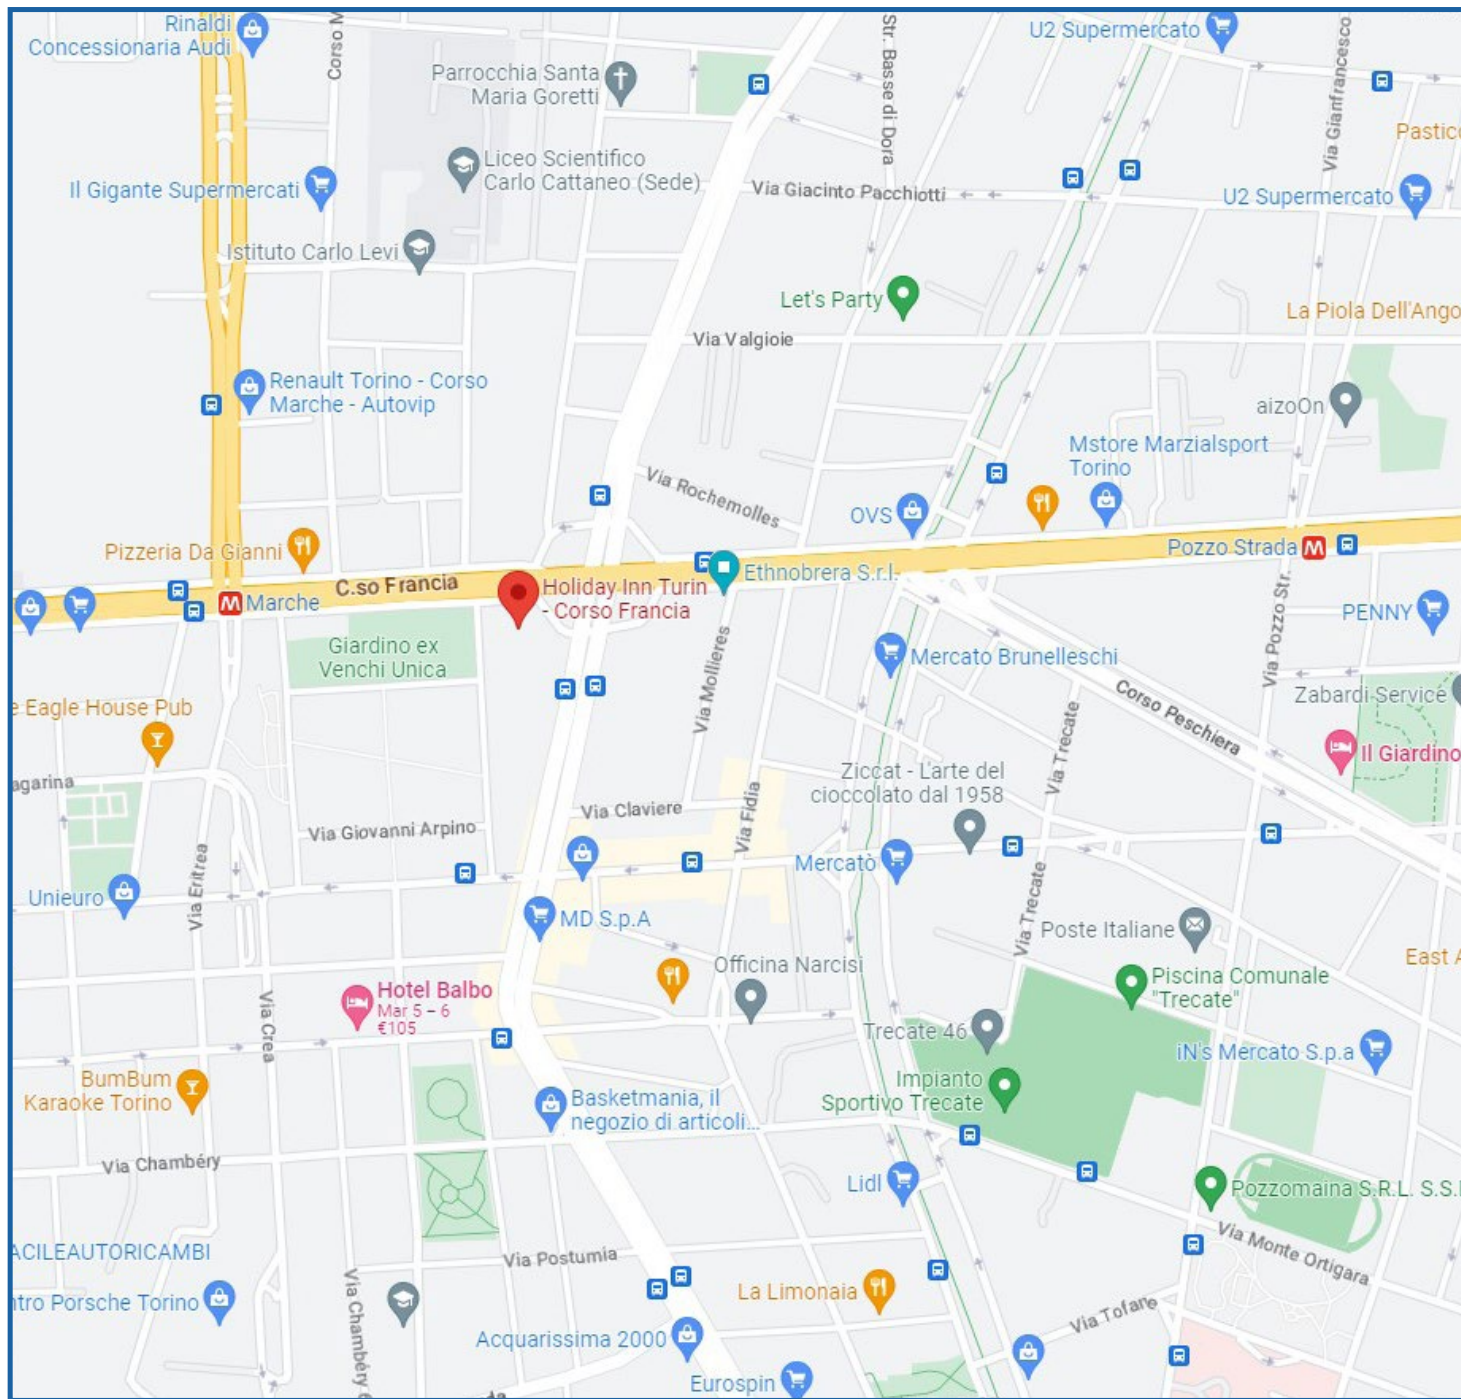 Rinaldi
Concessionaria Audi
Corso M
Parrocchia Santa
Maria Goretti
Str. Basse di Dora
U2 Supermercato
Via Gianfrancesco
Pastic
Liceo Scientifico
Carlo Cattaneo (Sede)
Il Gigante Supermercati
Via Giacinto Pacchiotti
U2 Supermercato
Istituto Carlo Levi
Let's Party
La Piola Dell'Ango
Via Valgioie
Renault Torino - Corso
Marche - Autovip
aizoOn
Mstore Marzialsport
Torino
Via Rochemolles
OVS
Pizzeria Da Gianni
Pozzo Strada
M
C.so Francia
Ethnobrera S.r.l.
M
Marche
Holiday Inn Turin
- Corso Francia
Via Pozzo Str.
PENNY
Giardino ex
Venchi Unica
Via Mollieres
Mercato Brunelleschi
Corso Peschiera
Zabardi Service
e Eagle House Pub
Via Trecate
Il Giardino
agarina
Ziccat - L'arte del
cioccolato dal 1958
Via Claviere
Via Fidia
Via Giovanni Arpino
Mercatò
Via Eritrea
Unieuro
MD S.p.A
Via Trecate
Poste Italiane
Officina Narcisi
East A
Piscina Comunale
"Trecate"
Hotel Balbo
Mar 5 – 6
€105
Via Crea
Trecate 46
iN's Mercato S.p.a
BumBum
Karaoke Torino
Impianto
Sportivo Trecate
Basketmania, il
negozio di articoli...
Via Chambéry
Lidl
Pozzomaina S.R.L. S.S.
ACILEAUTORICAMBI
Via Postumia
Via Monte Ortigara
ntro Porsche Torino
Via Chambéry
La Limonaia
Via Tofane
Acquarissima 2000
Eurospin